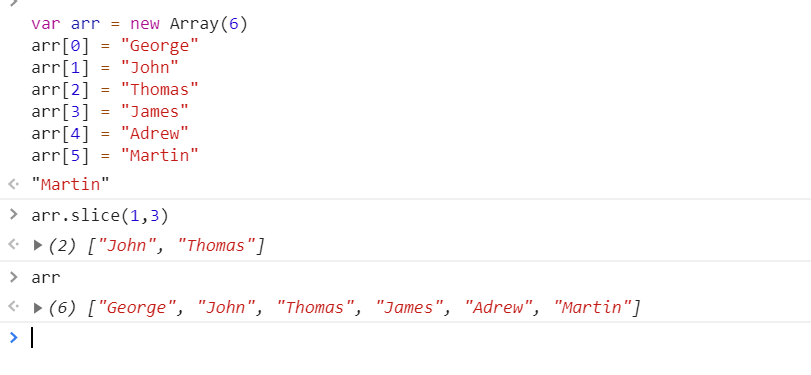 var arr = new Array(6)
arr[0] = "George"
arr[1] = "John"
arr[2] = "Thomas"
arr[3] = "James"
arr[4] = "Adrew"
arr[5] = "Martin"
"Martin"
arr.slice(1,3)
(2) ["John", "Thomas"]
arr
(6) ["George", "John", "Thomas", "James", "Adrew", "Martin"]